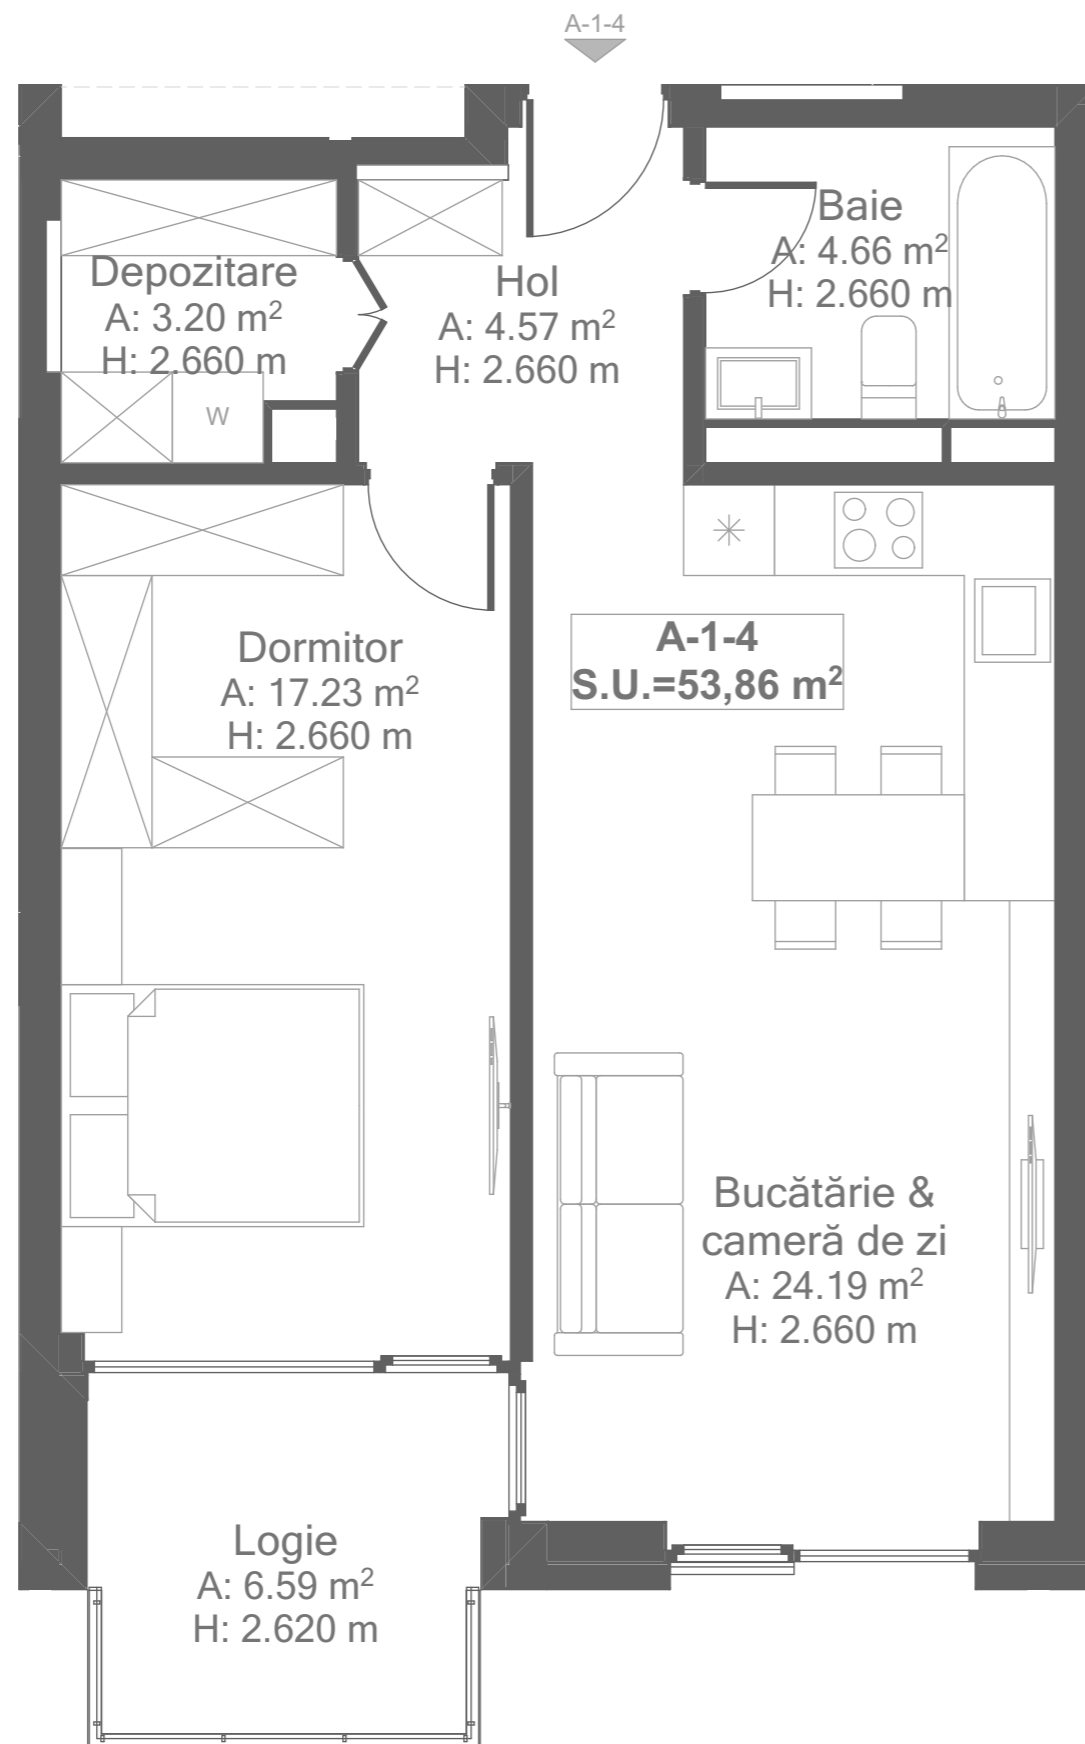 A-1-4
Baie
A: 4.66 m²
H: 2.660 m
Depozitare
A: 3.20 m²
H: 2.660 m
Hol
A: 4.57 m²
H: 2.660 m
W
Dormitor
A: 17.23 m²
H: 2.660 m
A-1-4
S.U.=53,86 m²
Bucătărie &
cameră de zi
A: 24.19 m²
H: 2.660 m
Logie
A: 6.59 m²
H: 2.620 m